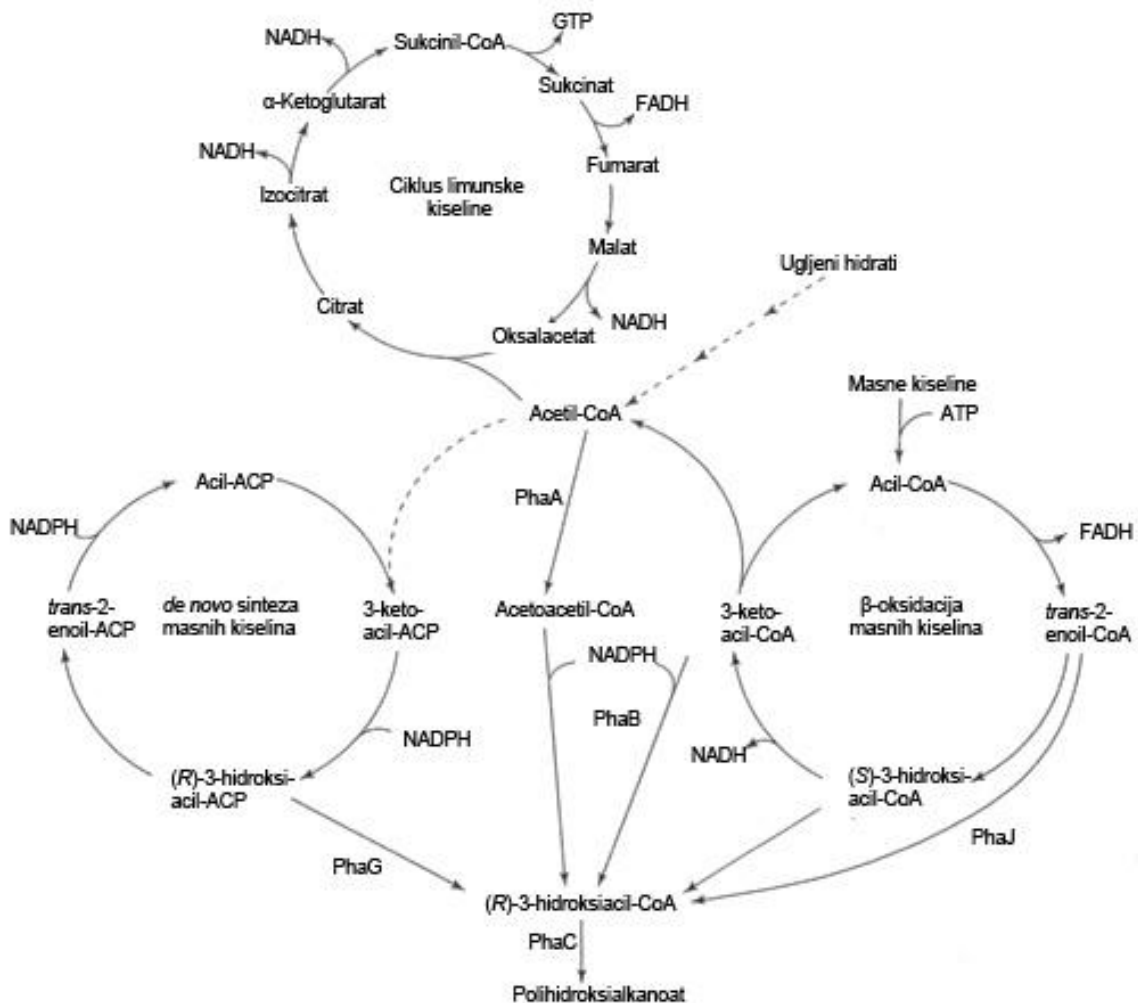 GTP
NADH
Sukcinil-CoA
Sukcinat
α-Ketoglutarat
FADH
NADH
Fumarat
Izocitrat
Ciklus limunske
kiseline
Malat
Ugljeni hidrati
Citrat
NADH
Oksalacetat
Masne kiseline
Acetil-CoA
ATP
Acil-ACP
PhaA
Acil-CoA
NADPH
FADH
trans-2-
enoil-ACP
de novo sinteza
masnih kiselina
3-keto-
acil-ACP
Acetoacetil-CoA
3-keto-
acil-CoA
β-oksidacija
masnih kiselina
trans-2-
enoil-CoA
NADPH
PhaB
NADPH
NADH
(R)-3-hidroksi-
acil-ACP
(S)-3-hidroksi-
acil-CoA
PhaG
PhaJ
(R)-3-hidroksiacil-CoA
PhaC
Polihidroksialkanoat